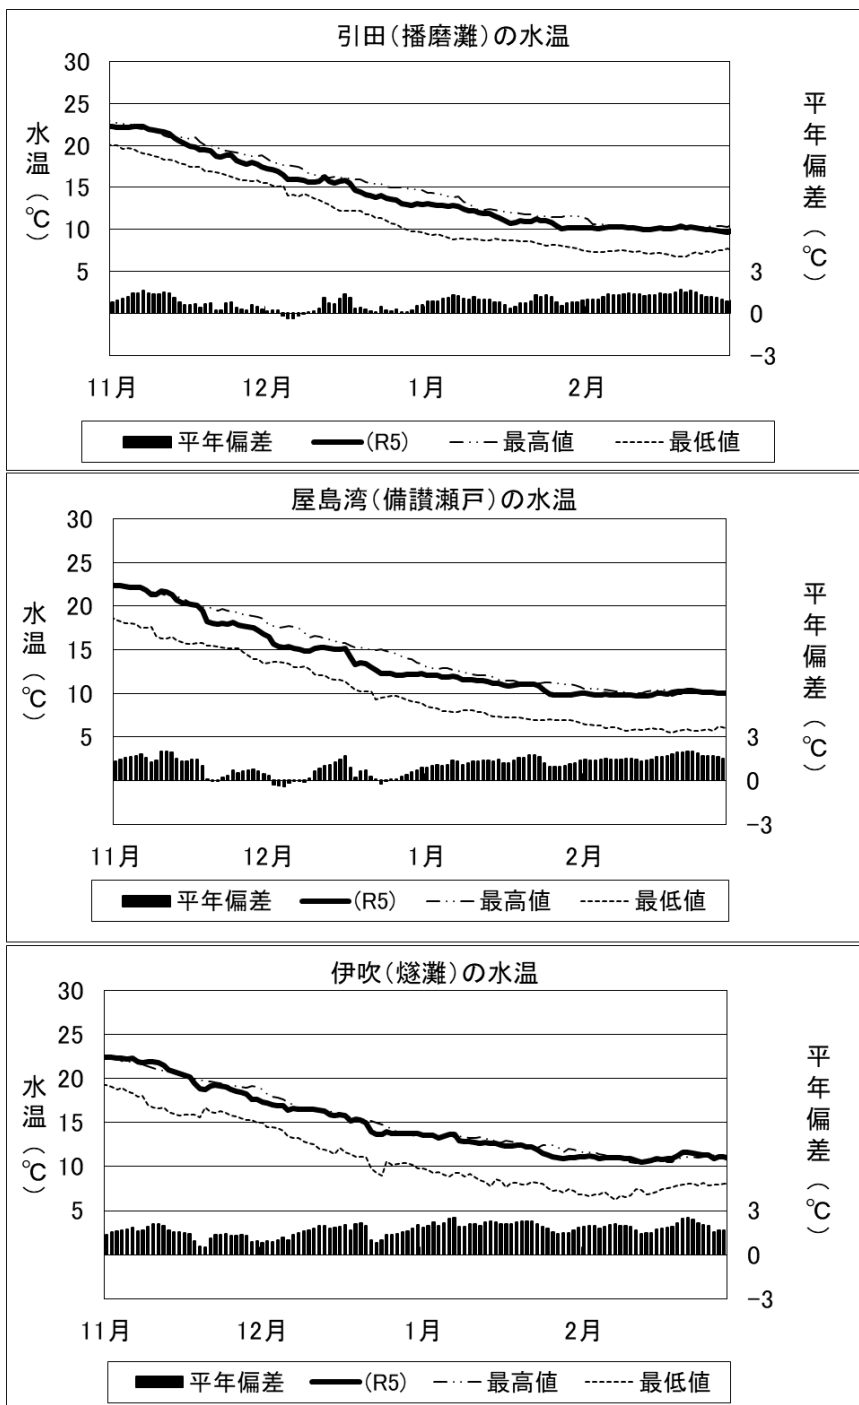 引田(播磨灘)の水温
水温(℃)
平年偏差(℃)
30
25
20
15
10
5
3
0
-3
11月 12月 1月 2月
平年偏差 (R5) 最高値 最低値
屋島湾(備讃瀬戸)の水温
水温(℃)
平年偏差(℃)
30
25
20
15
10
5
3
0
-3
11月 12月 1月 2月
平年偏差 (R5) 最高値 最低値
伊吹(燧灘)の水温
水温(℃)
平年偏差(℃)
30
25
20
15
10
5
3
0
-3
11月 12月 1月 2月
平年偏差 (R5) 最高値 最低値